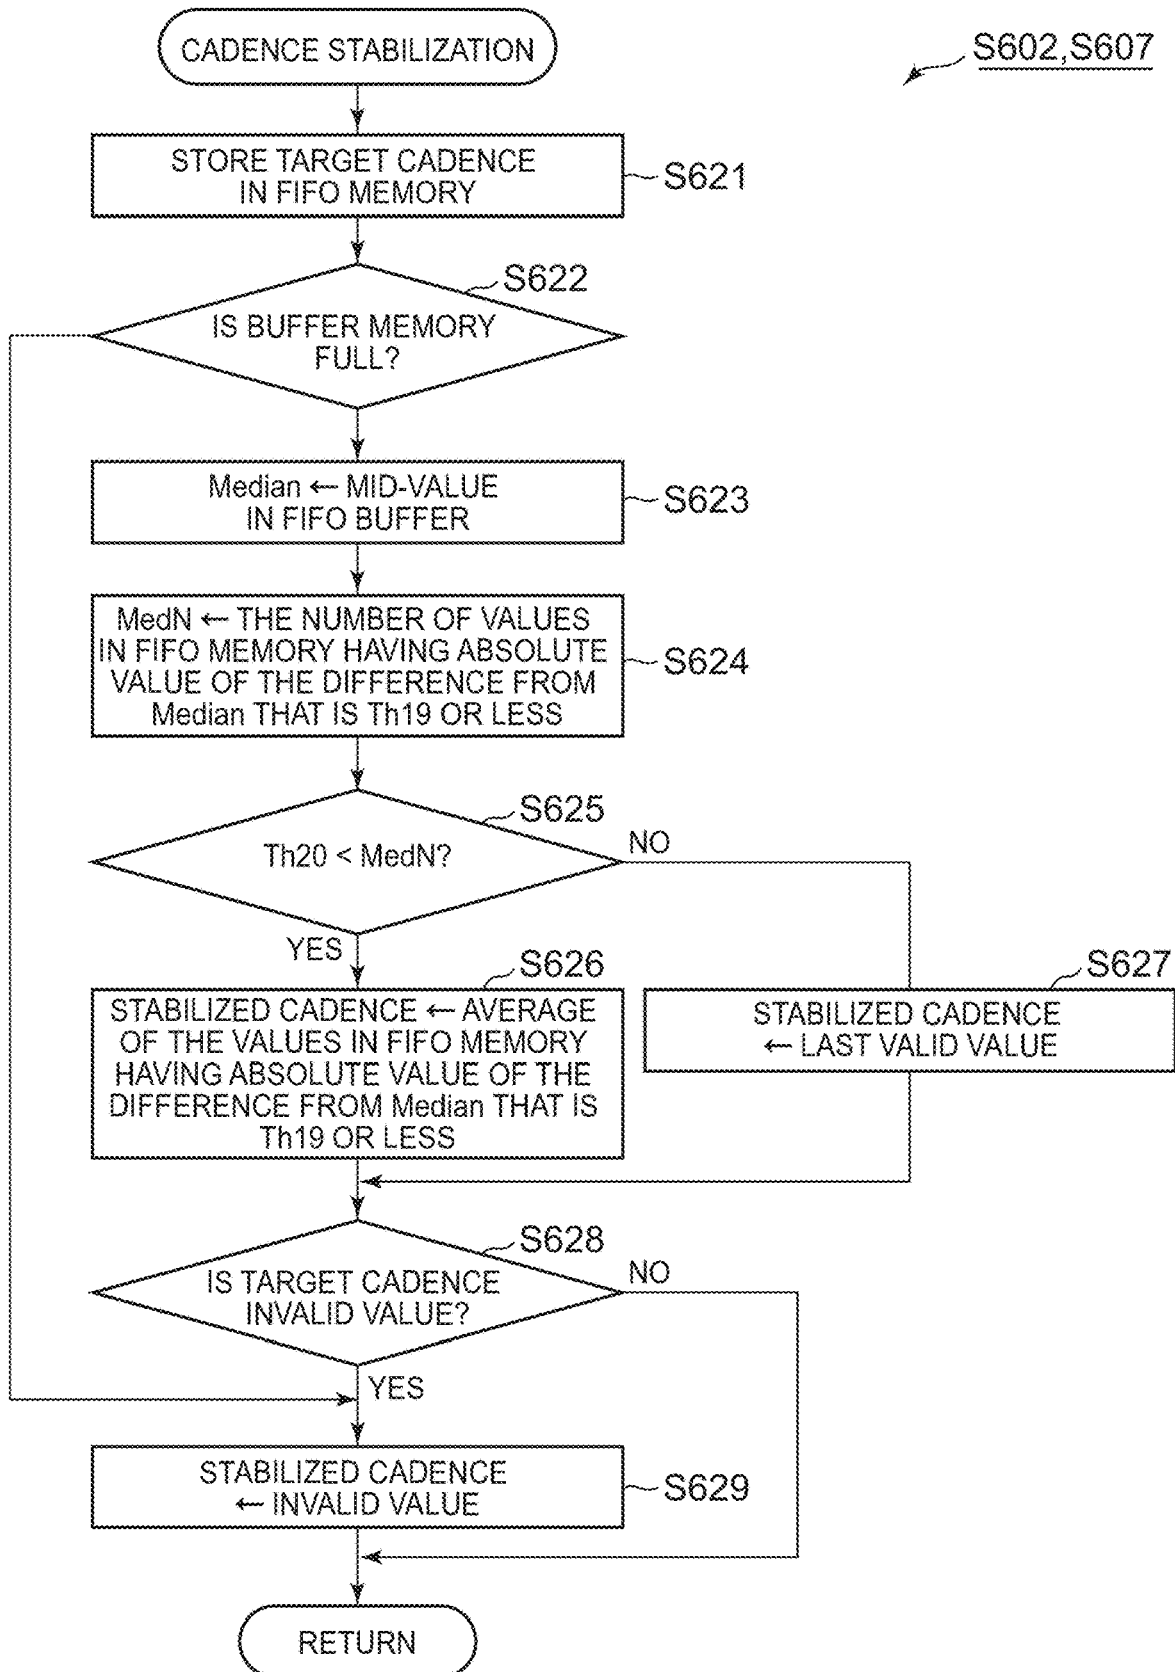 CADENCE STABILIZATION
S602,S607
STORE TARGET CADENCE
IN FIFO MEMORY
S621
S622
IS BUFFER MEMORY
FULL?
Median ← MID-VALUE
IN FIFO BUFFER
S623
MedN ← THE NUMBER OF VALUES
IN FIFO MEMORY HAVING ABSOLUTE
VALUE OF THE DIFFERENCE FROM
Median THAT IS Th19 OR LESS
S624
S625
Th20 < MedN?
NO
YES
S626
STABILIZED CADENCE ← AVERAGE
OF THE VALUES IN FIFO MEMORY
HAVING ABSOLUTE VALUE OF THE
DIFFERENCE FROM Median THAT IS
Th19 OR LESS
S627
STABILIZED CADENCE
← LAST VALID VALUE
S628
IS TARGET CADENCE
INVALID VALUE?
NO
YES
STABILIZED CADENCE
← INVALID VALUE
S629
RETURN